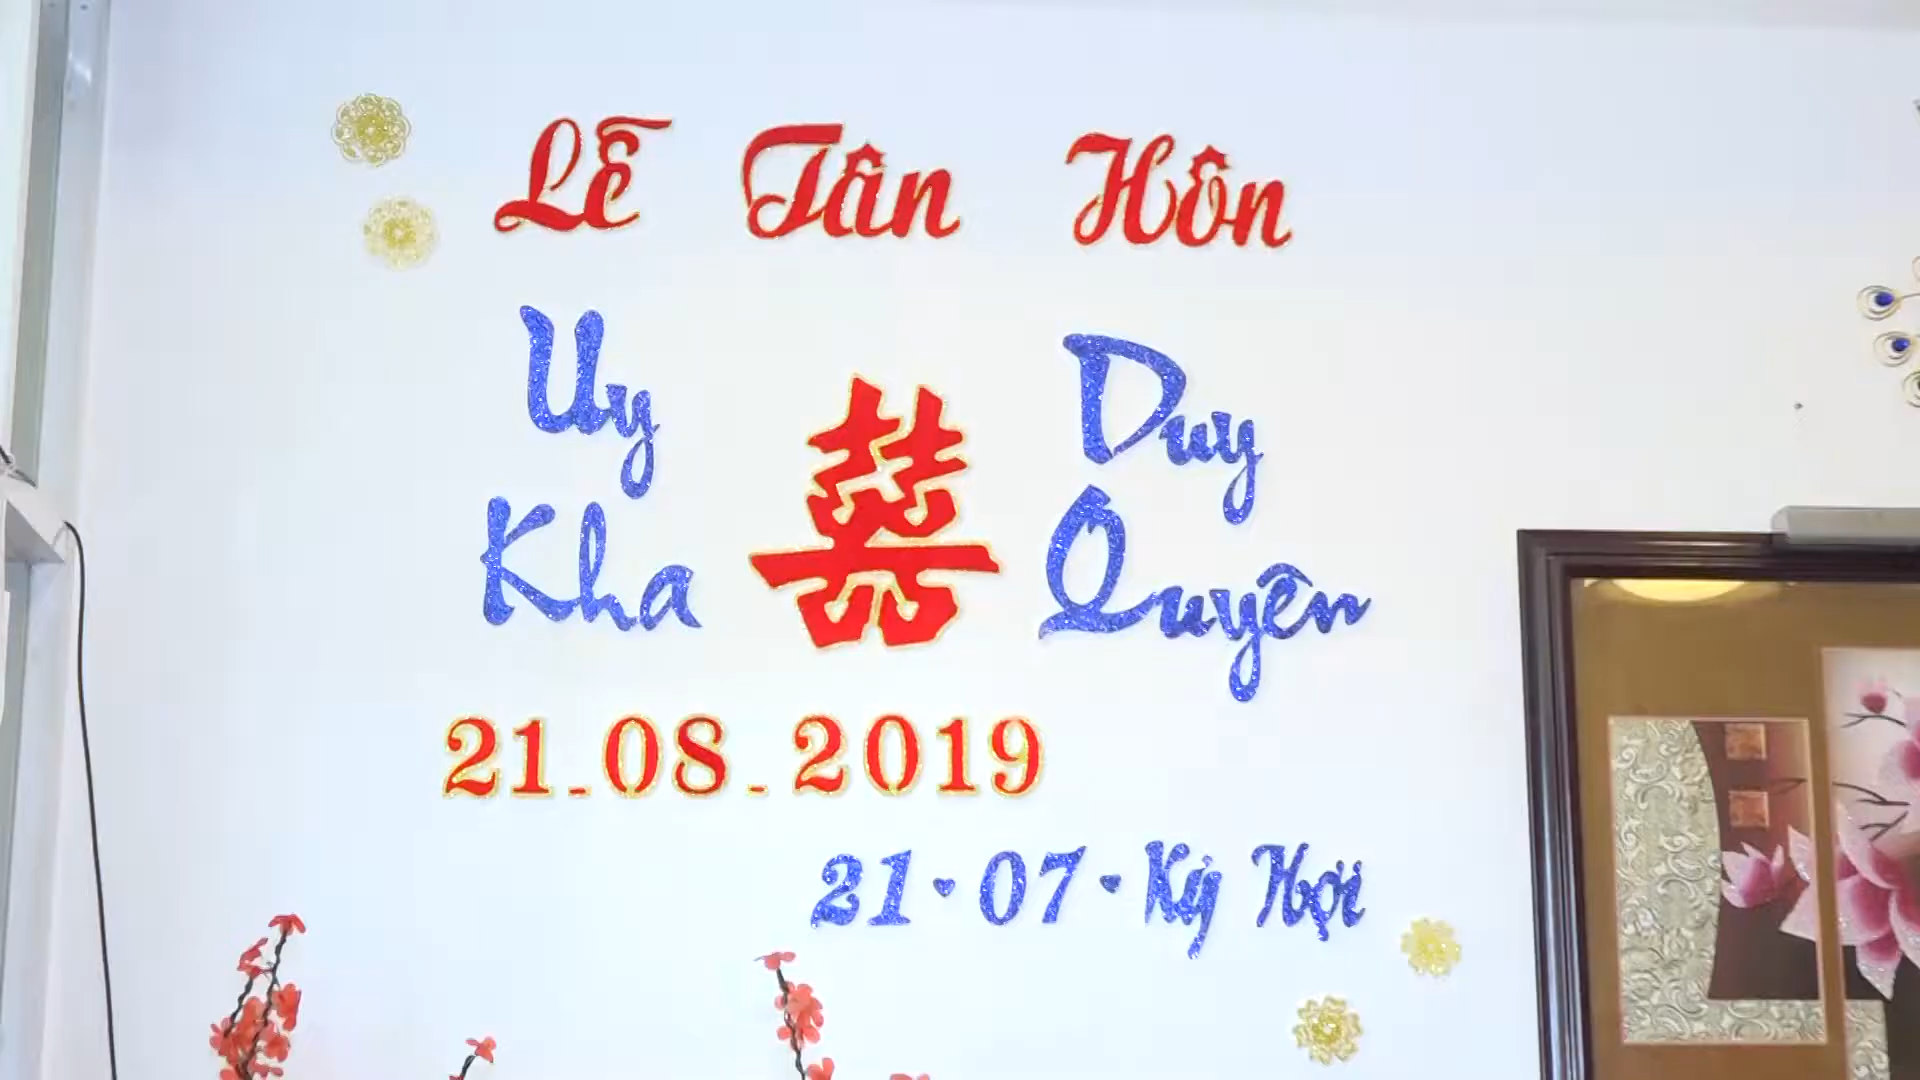 Lễ Tân Hôn
Uy Kha
囍
Duy Quyên
21-08-2019
21·07·Kỷ Hợi